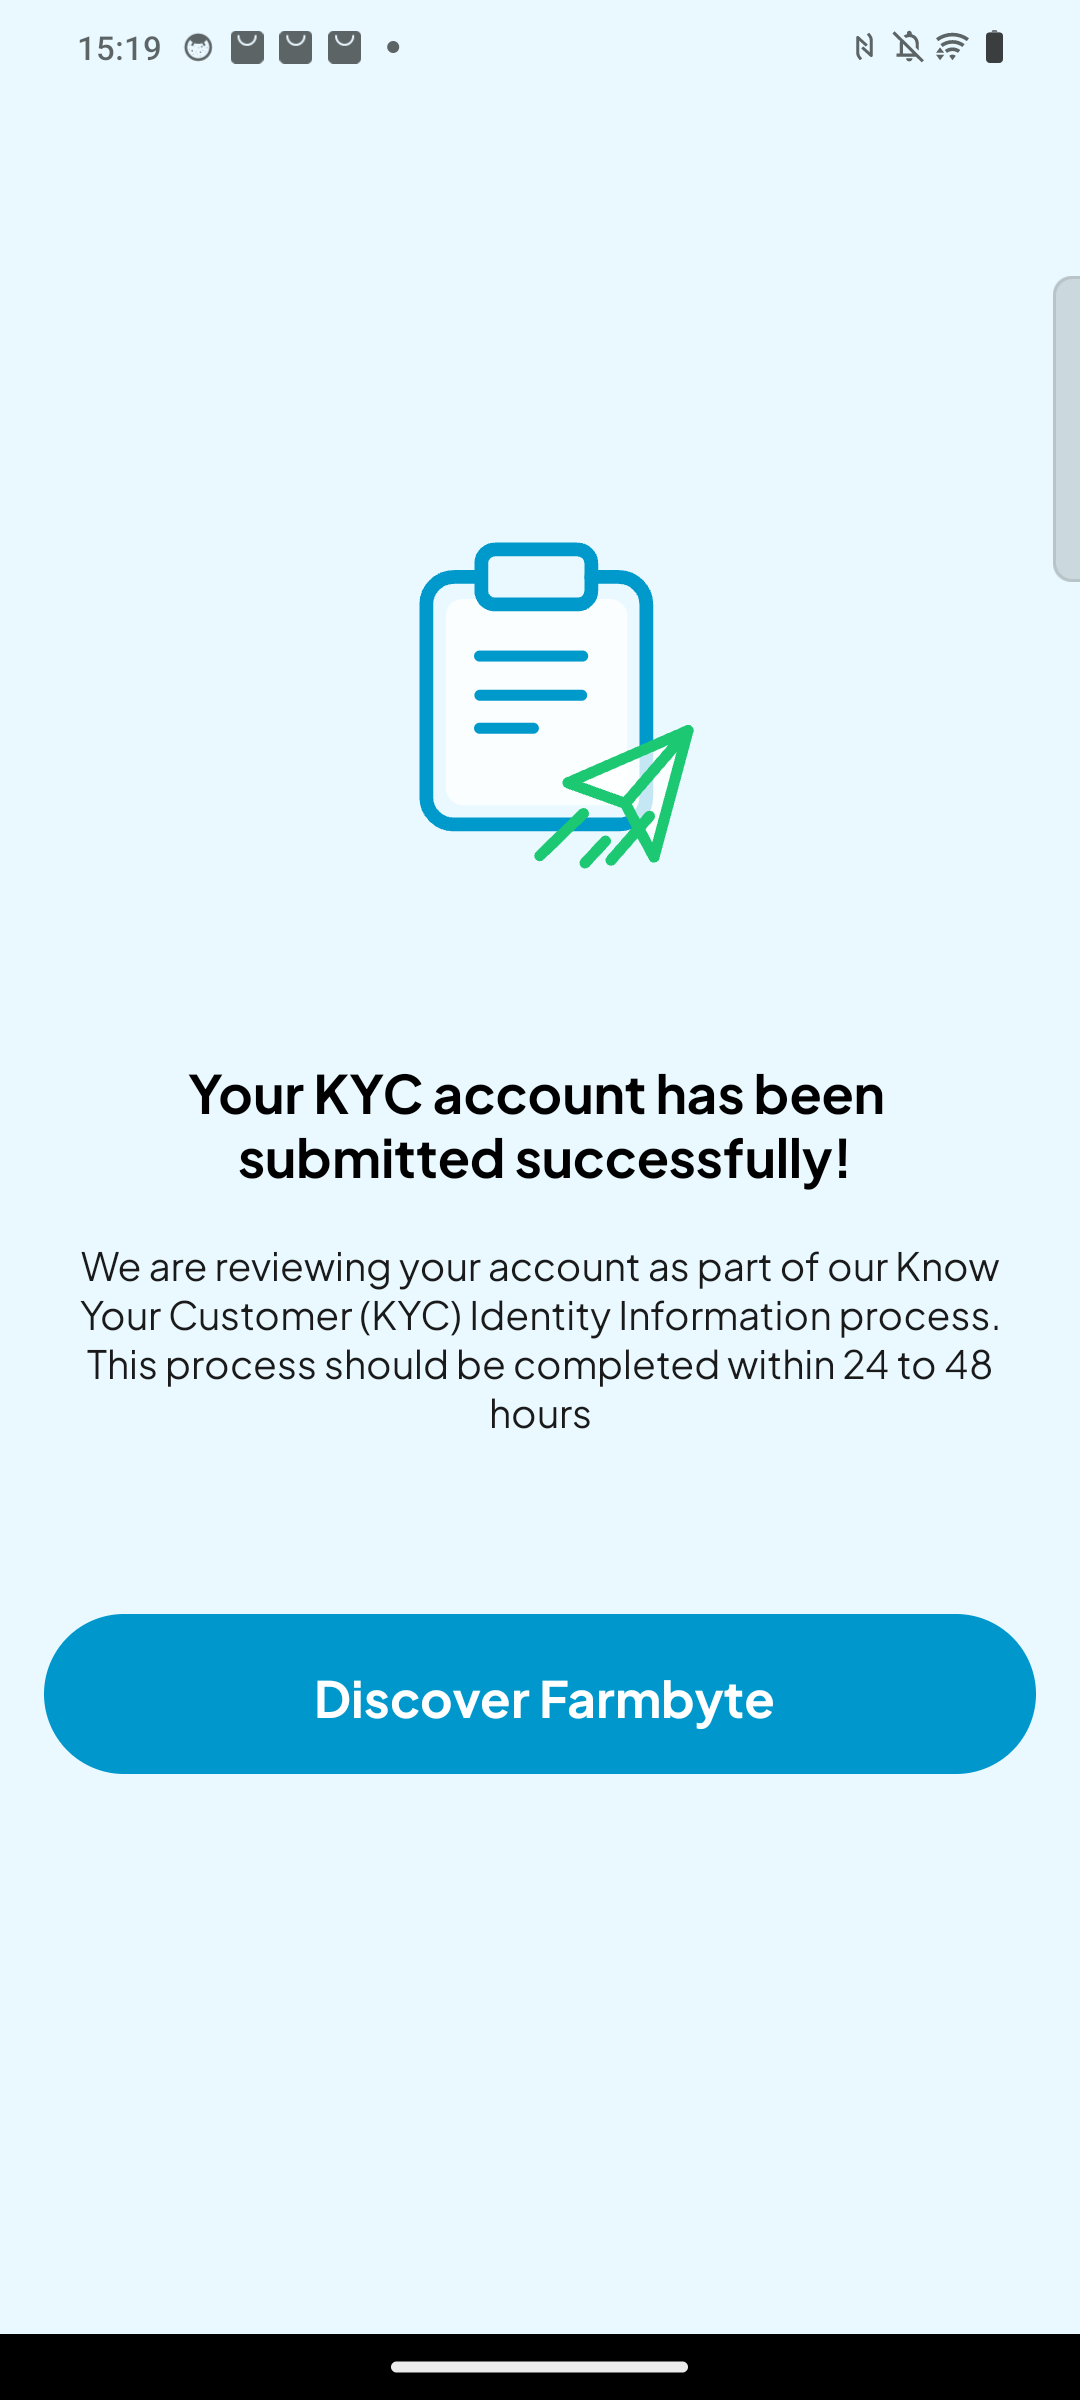 15:19
Your KYC account has been
submitted successfully!
We are reviewing your account as part of our Know
Your Customer (KYC) Identity Information process.
This process should be completed within 24 to 48
hours
Discover Farmbyte